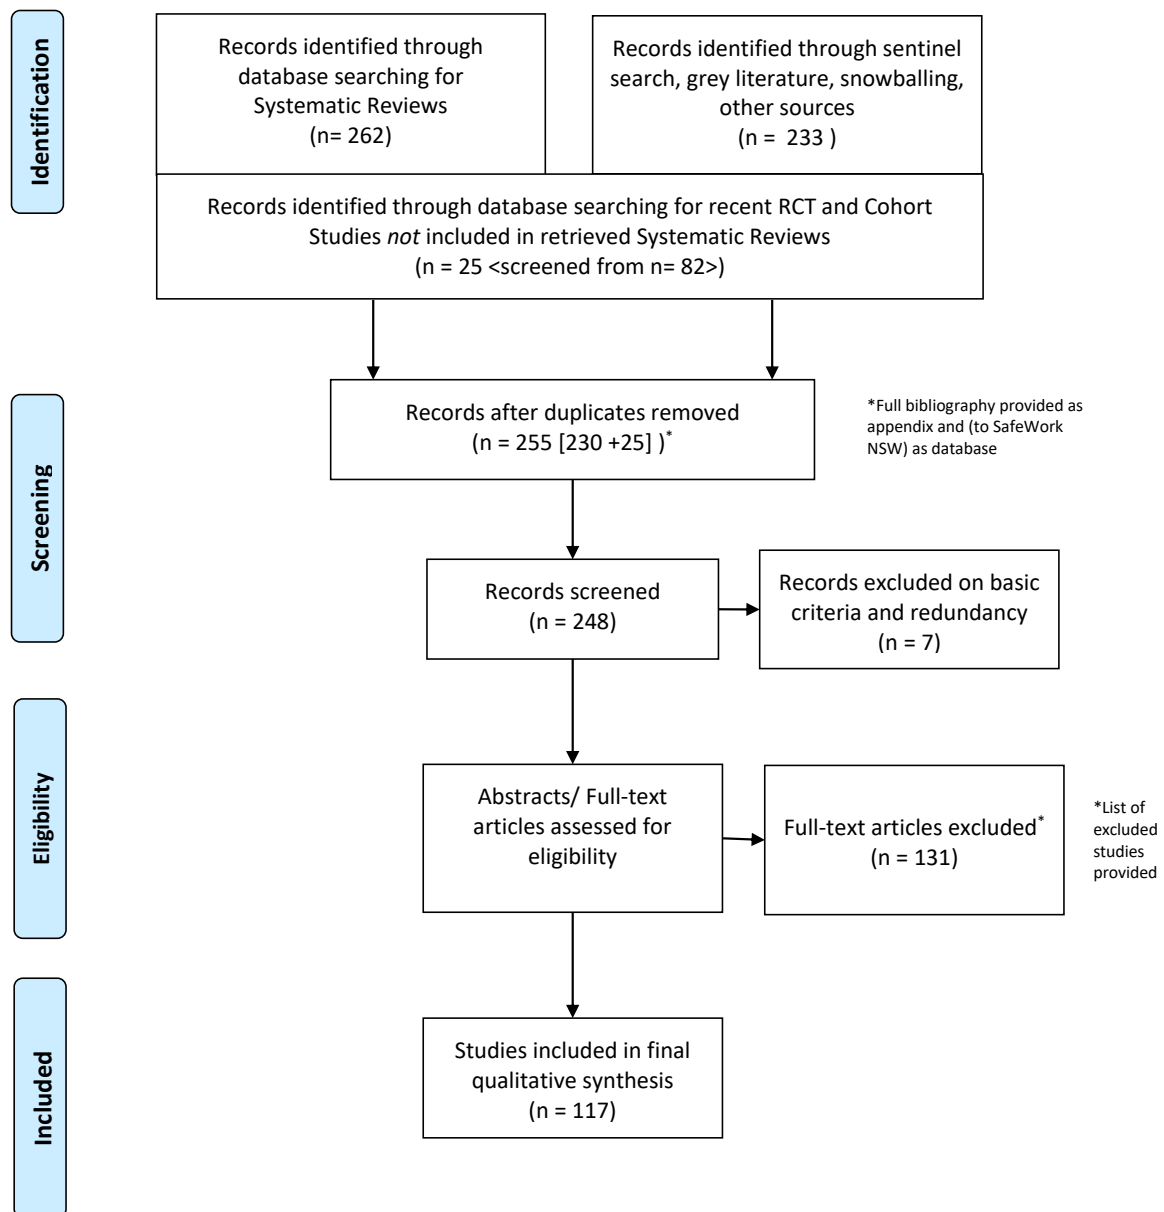 Identification
Records identified through
database searching for
Systematic Reviews
(n= 262)
Records identified through sentinel
search, grey literature, snowballing,
other sources
(n =  233 )
Records identified through database searching for recent RCT and Cohort
Studies not included in retrieved Systematic Reviews
(n = 25 <screened from n= 82>)
Screening
Records after duplicates removed
(n = 255 [230 +25] )*
*Full bibliography provided as
appendix and (to SafeWork
NSW) as database
Records screened
(n = 248)
Records excluded on basic
criteria and redundancy
(n = 7)
Eligibility
Abstracts/ Full-text
articles assessed for
eligibility
Full-text articles excluded*
(n = 131)
*List of
excluded
studies
provided
Included
Studies included in final
qualitative synthesis
(n = 117)